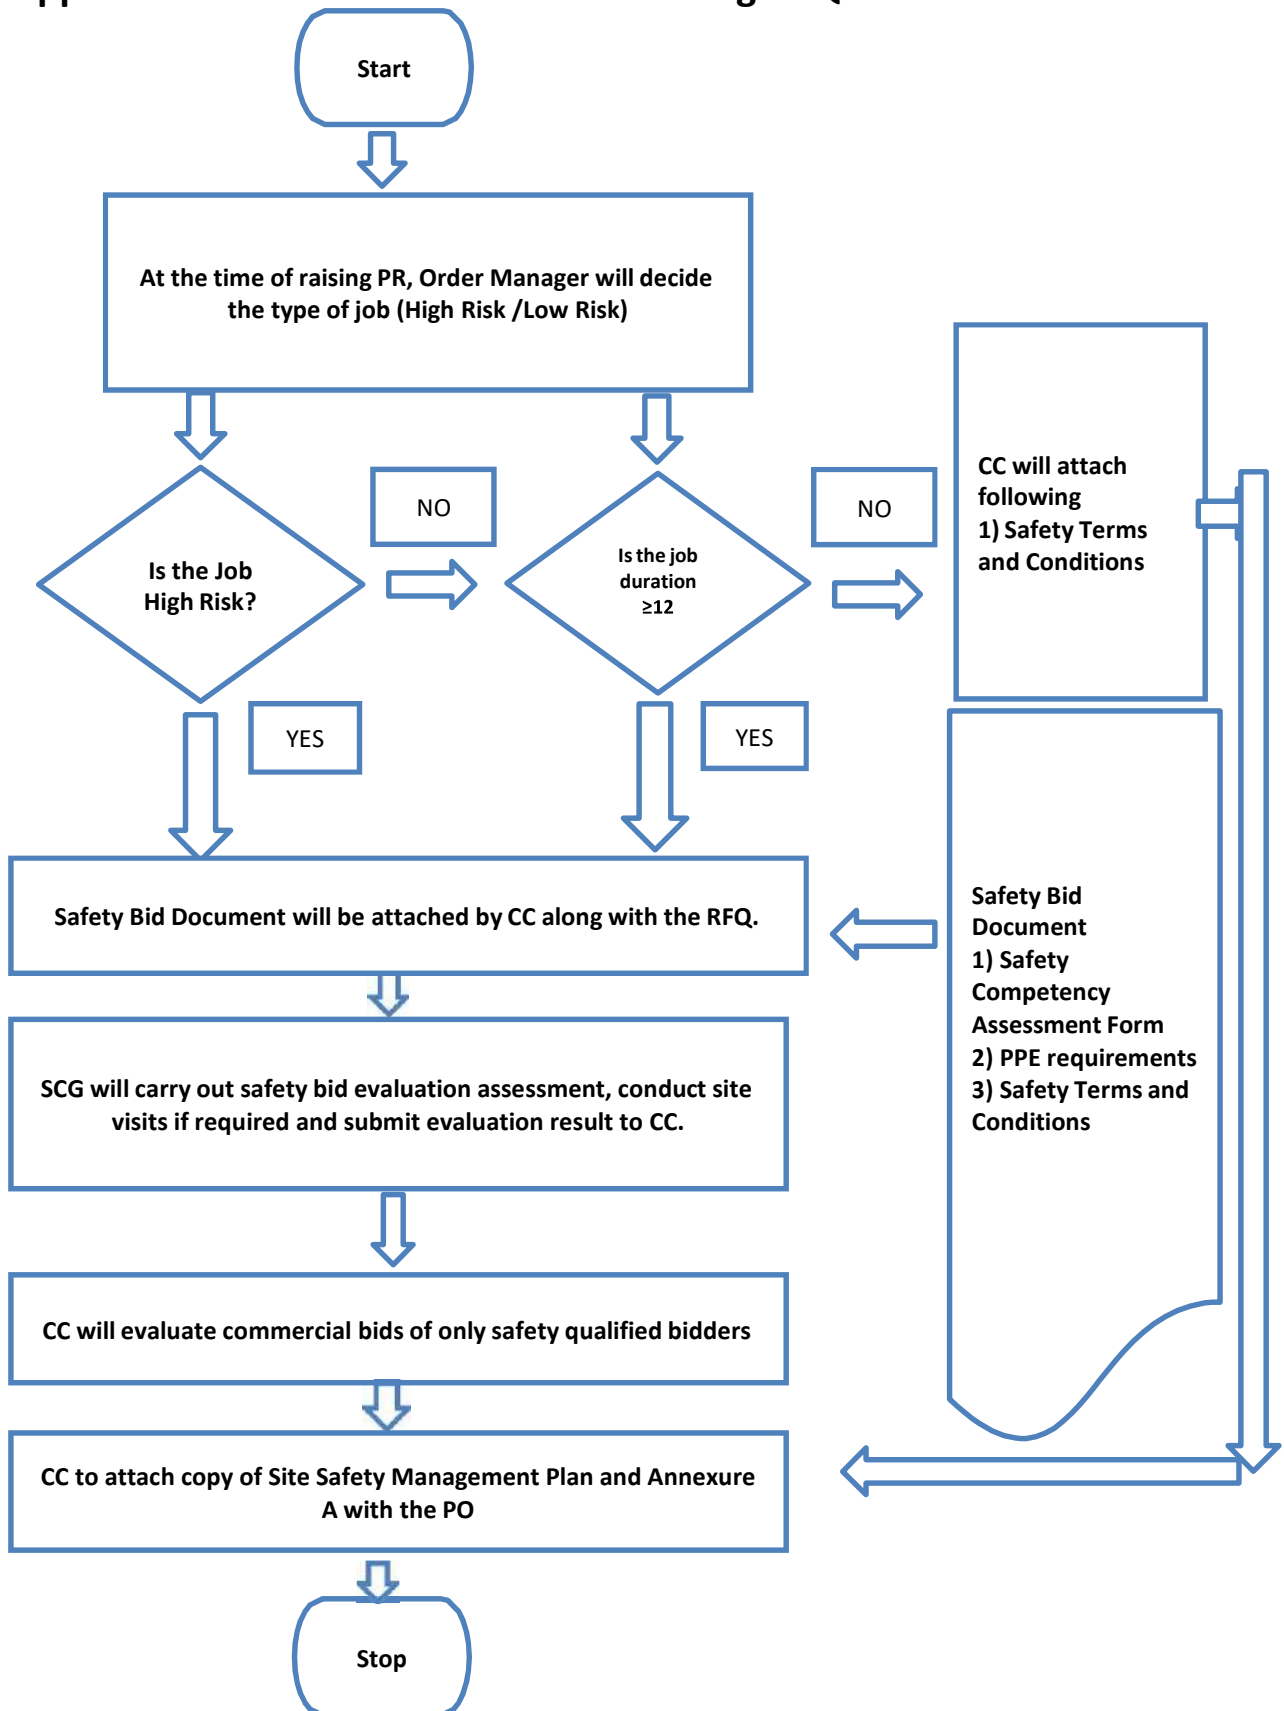 Start
At the time of raising PR, Order Manager will decide
the type of job (High Risk /Low Risk)
Is the Job
High Risk?
NO
Is the job
duration
≥12
NO
CC will attach
following
1) Safety Terms
and Conditions
YES
YES
Safety Bid Document will be attached by CC along with the RFQ.
Safety Bid
Document
1) Safety
Competency
Assessment Form
2) PPE requirements
3) Safety Terms and
Conditions
SCG will carry out safety bid evaluation assessment, conduct site
visits if required and submit evaluation result to CC.
CC will evaluate commercial bids of only safety qualified bidders
CC to attach copy of Site Safety Management Plan and Annexure
A with the PO
Stop